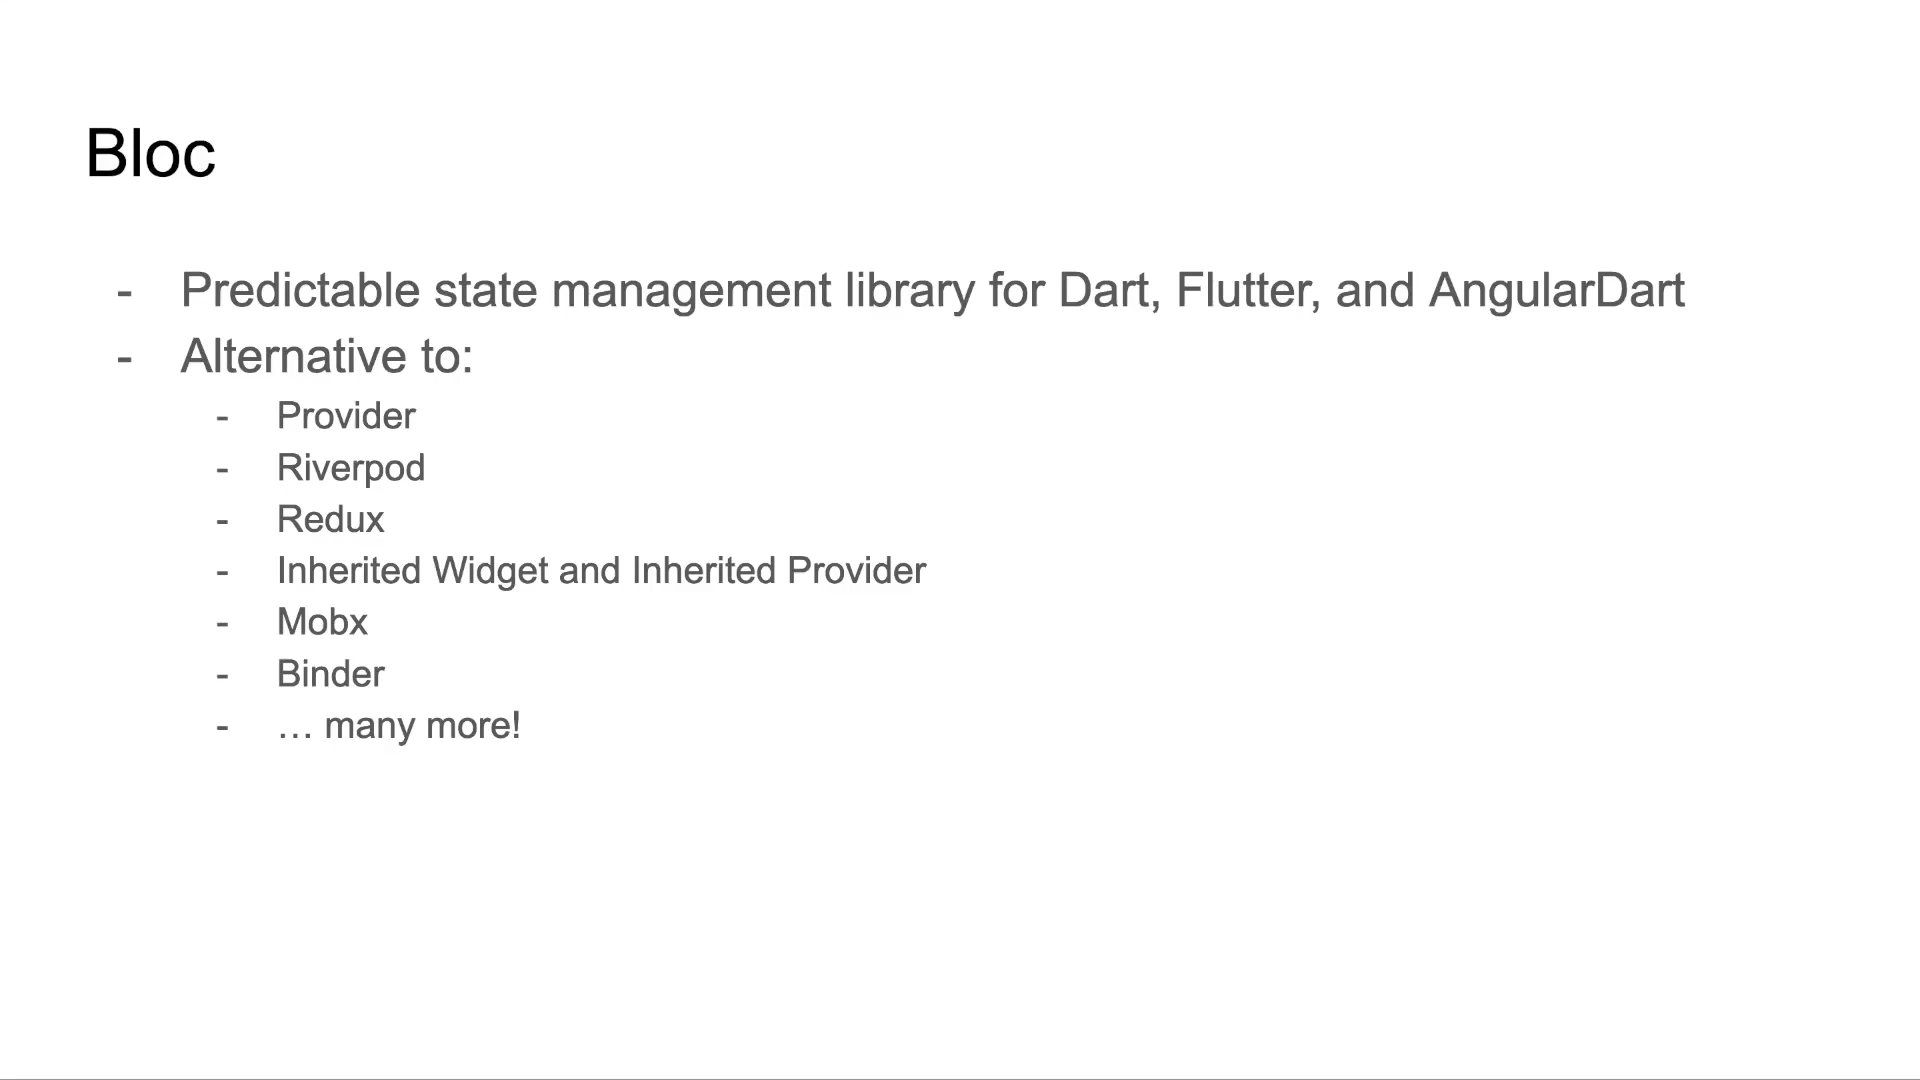 Bloc
- Predictable state management library for Dart, Flutter, and AngularDart
- Alternative to:
- Provider
- Riverpod
- Redux
- Inherited Widget and Inherited Provider
- Mobx
- Binder
- … many more!